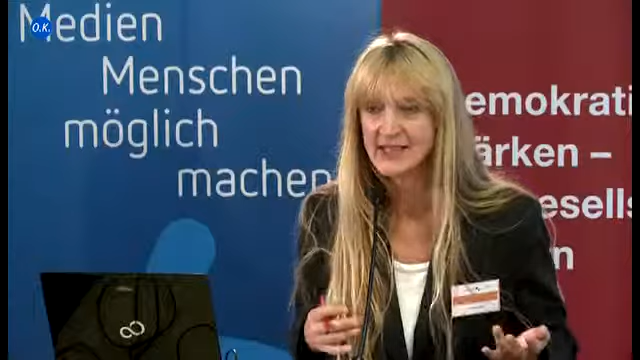 O.K.
Medien
Menschen
möglich
machen
emokrati
ärken –
esells
n